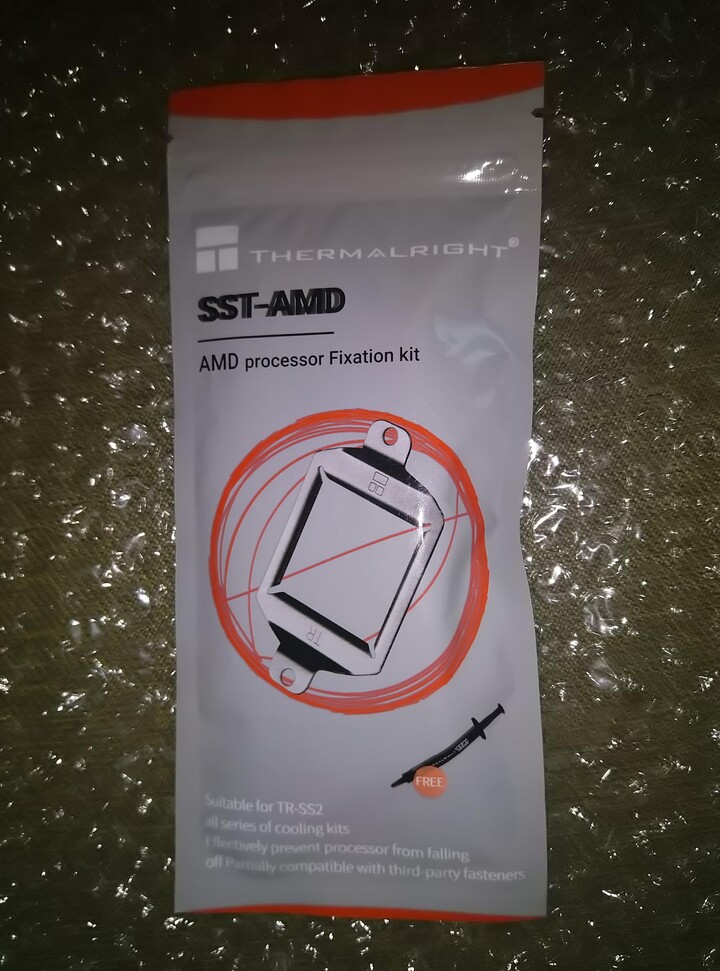 THERMALRIGHT®
SST-AMD
AMD processor Fixation kit
TR
FREE
Suitable for TR-SS2
all series of cooling kits
Effectively prevent processor from falling
off Partially compatible with third-party fasteners